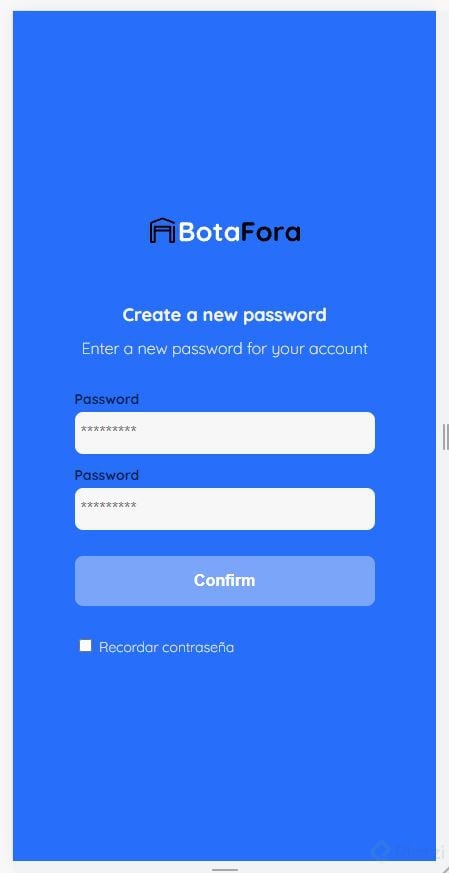 BotaFora
Create a new password
Enter a new password for your account
Password
*********
Password
*********
Confirm
Recordar contraseña